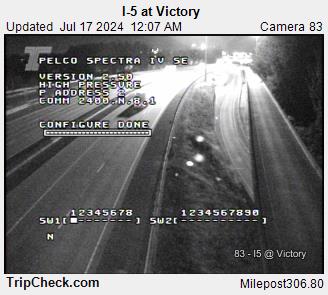 I-5 at Victory
Updated Jul 17 2024 12:07 AM Camera 83
PELCO SPECTRA IV SE
VERSION 2.50
HIGH PRESSURE
P ADDRESS 2
COMM 2400,N,8,1
CONFIGURE DONE
12345678 1234567890
SW1[■-------] SW2[----------]
N
83 - I5 @ Victory
TripCheck.com Milepost306.80